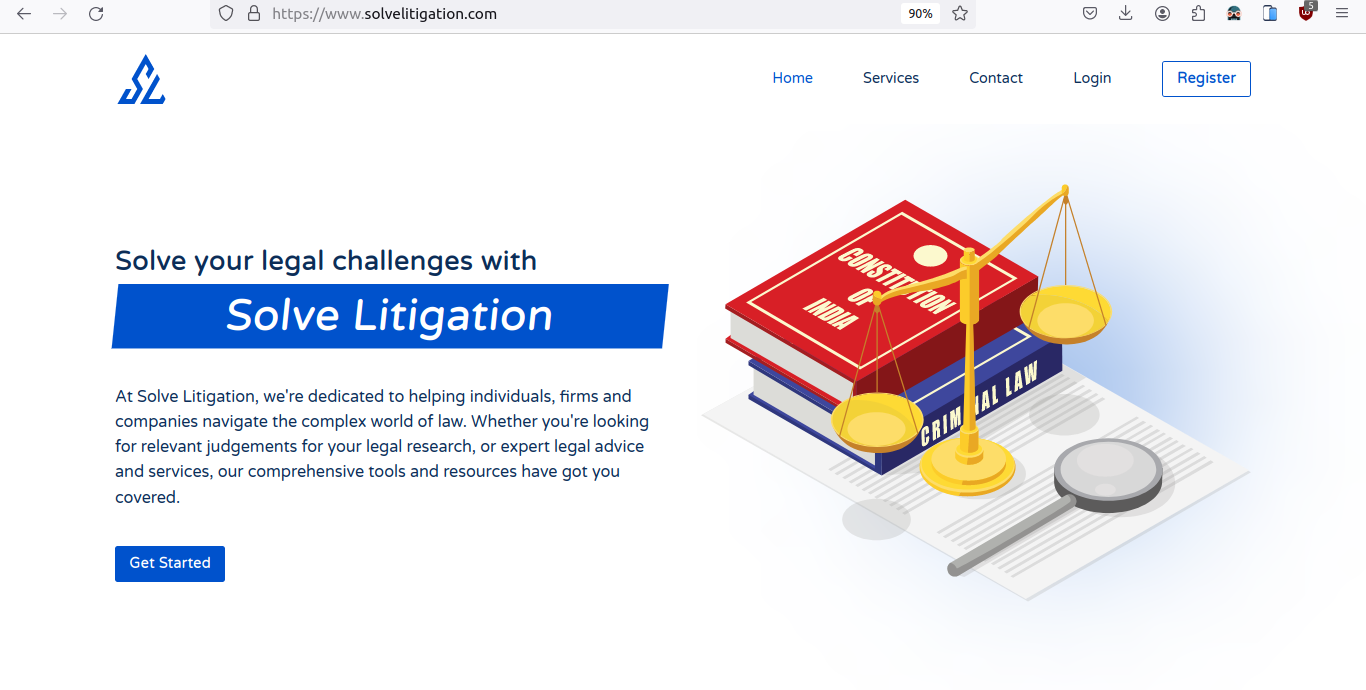 https://www.solvelitigation.com
90%
5
Home Services Contact Login Register
Solve your legal challenges with
Solve Litigation
At Solve Litigation, we're dedicated to helping individuals, firms and
companies navigate the complex world of law. Whether you're looking
for relevant judgements for your legal research, or expert legal advice
and services, our comprehensive tools and resources have got you
covered.
Get Started
CONSTITUTION
OF
INDIA
CRIMINAL LAW